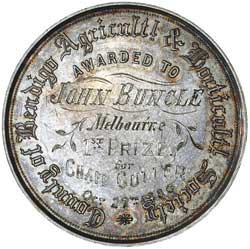 County of Bendigo Agricultl & Horticultl Society
AWARDED TO
JOHN BUNCLE
Melbourne
1ST PRIZE
for
CHAFF CUTTER